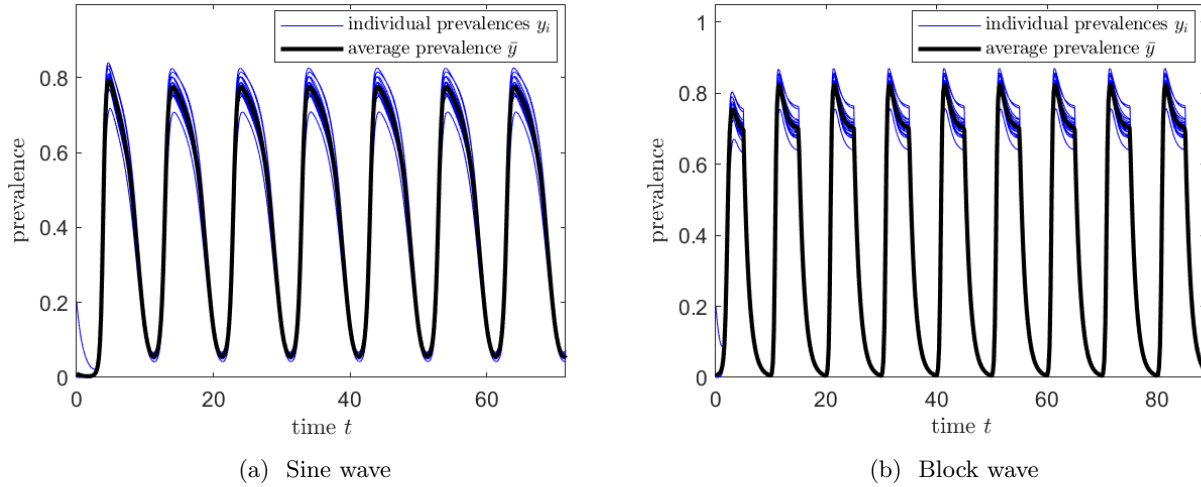 individual prevalences yᵢ
average prevalence ȳ
0.8
0.6
0.4
0.2
0
prevalence
0 20 40 60
time t
(a) Sine wave
individual prevalences yᵢ
average prevalence ȳ
1
0.8
0.6
0.4
0.2
0
prevalence
0 20 40 60 80
time t
(b) Block wave